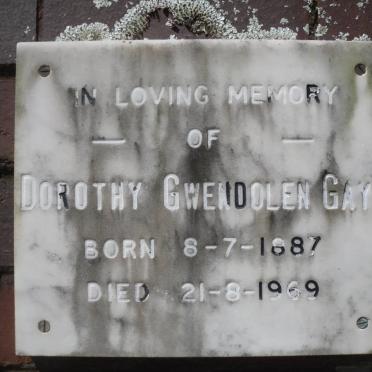 IN LOVING MEMORY
— OF —
DOROTHY GWENDOLEN GAY
BORN 8-7-1887
DIED 21-8-1969